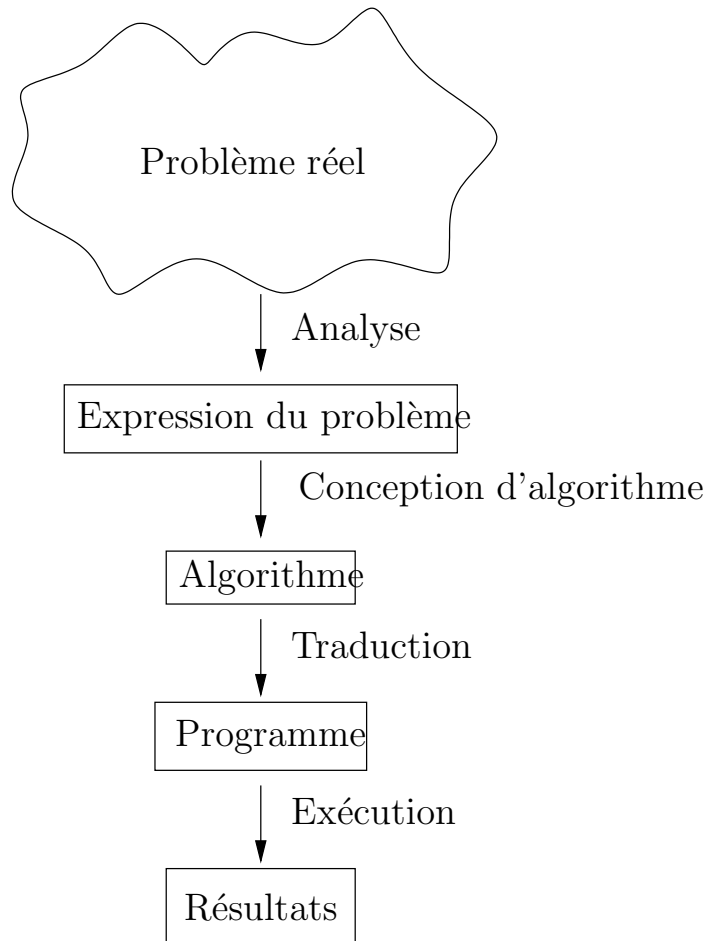 Problème réel
Analyse
Expression du problème
Conception d'algorithme
Algorithme
Traduction
Programme
Exécution
Résultats